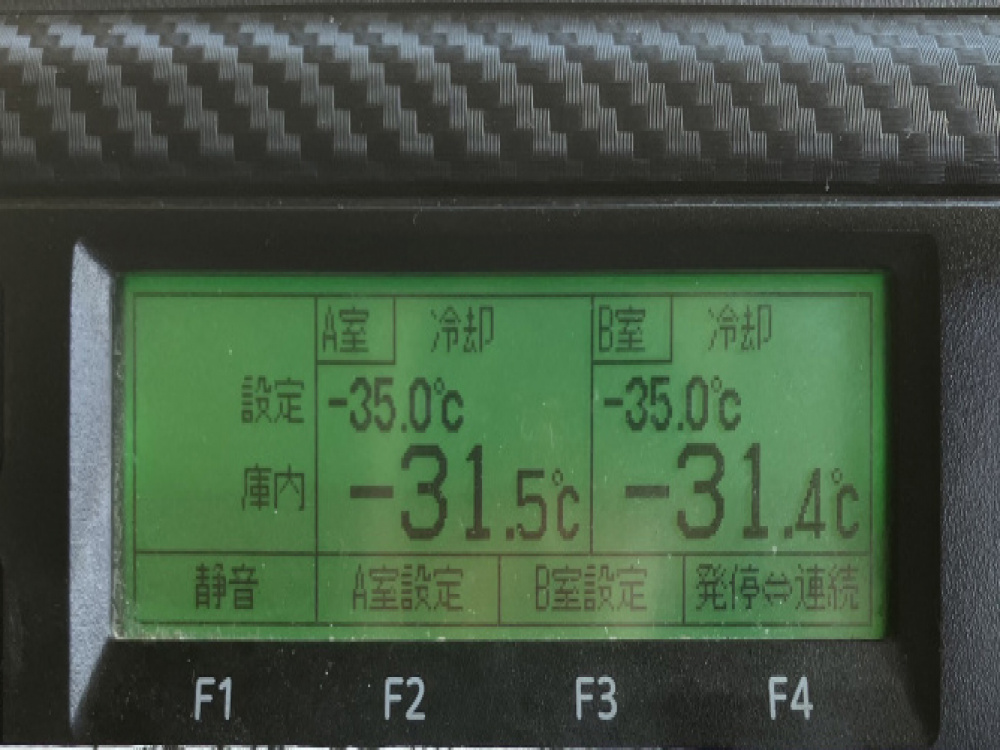 A室 冷却 B室 冷却
設定 -35.0℃ -35.0℃
庫内 -31.5℃ -31.4℃
静音 A室設定 B室設定 発停⇔連続
F1 F2 F3 F4